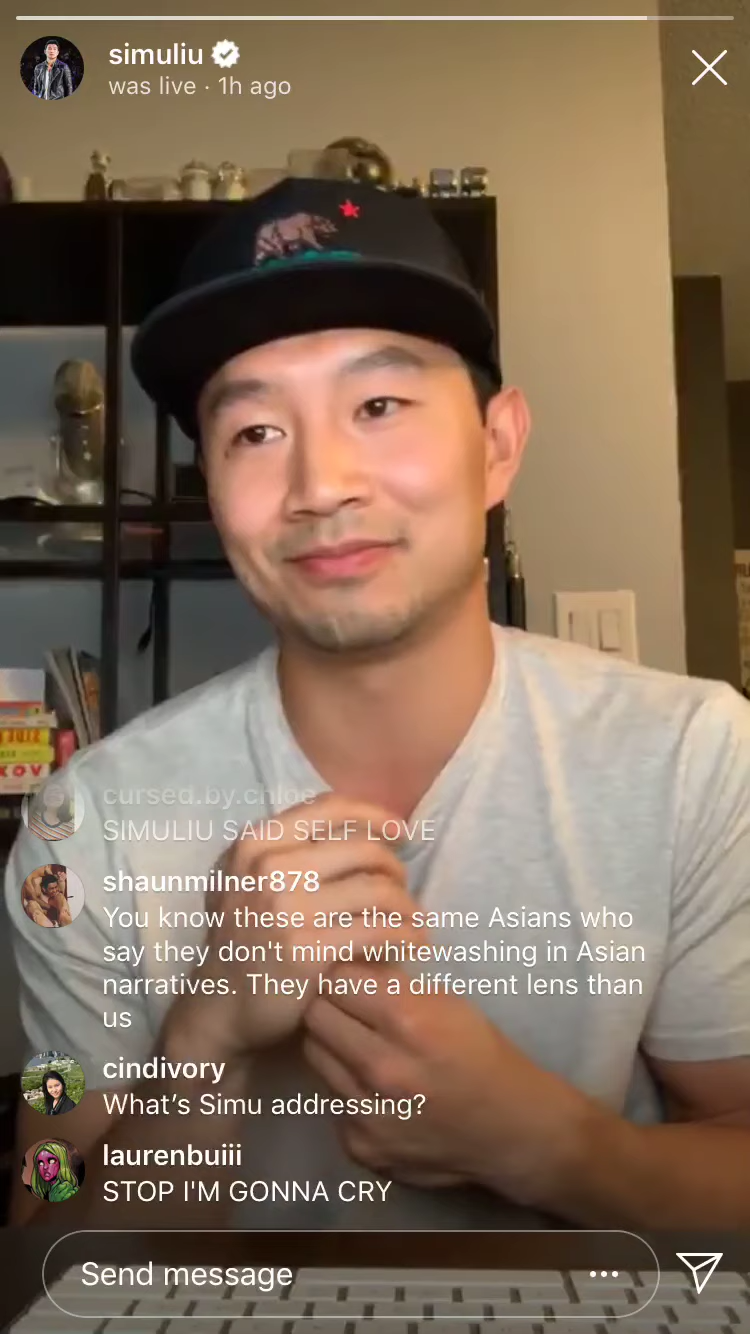 simuliu
was live · 1h ago
cursed.by.chloe
SIMULIU SAID SELF LOVE
shaunmilner878
You know these are the same Asians who
say they don't mind whitewashing in Asian
narratives. They have a different lens than
us
cindivory
What’s Simu addressing?
laurenbuiii
STOP I'M GONNA CRY
Send message